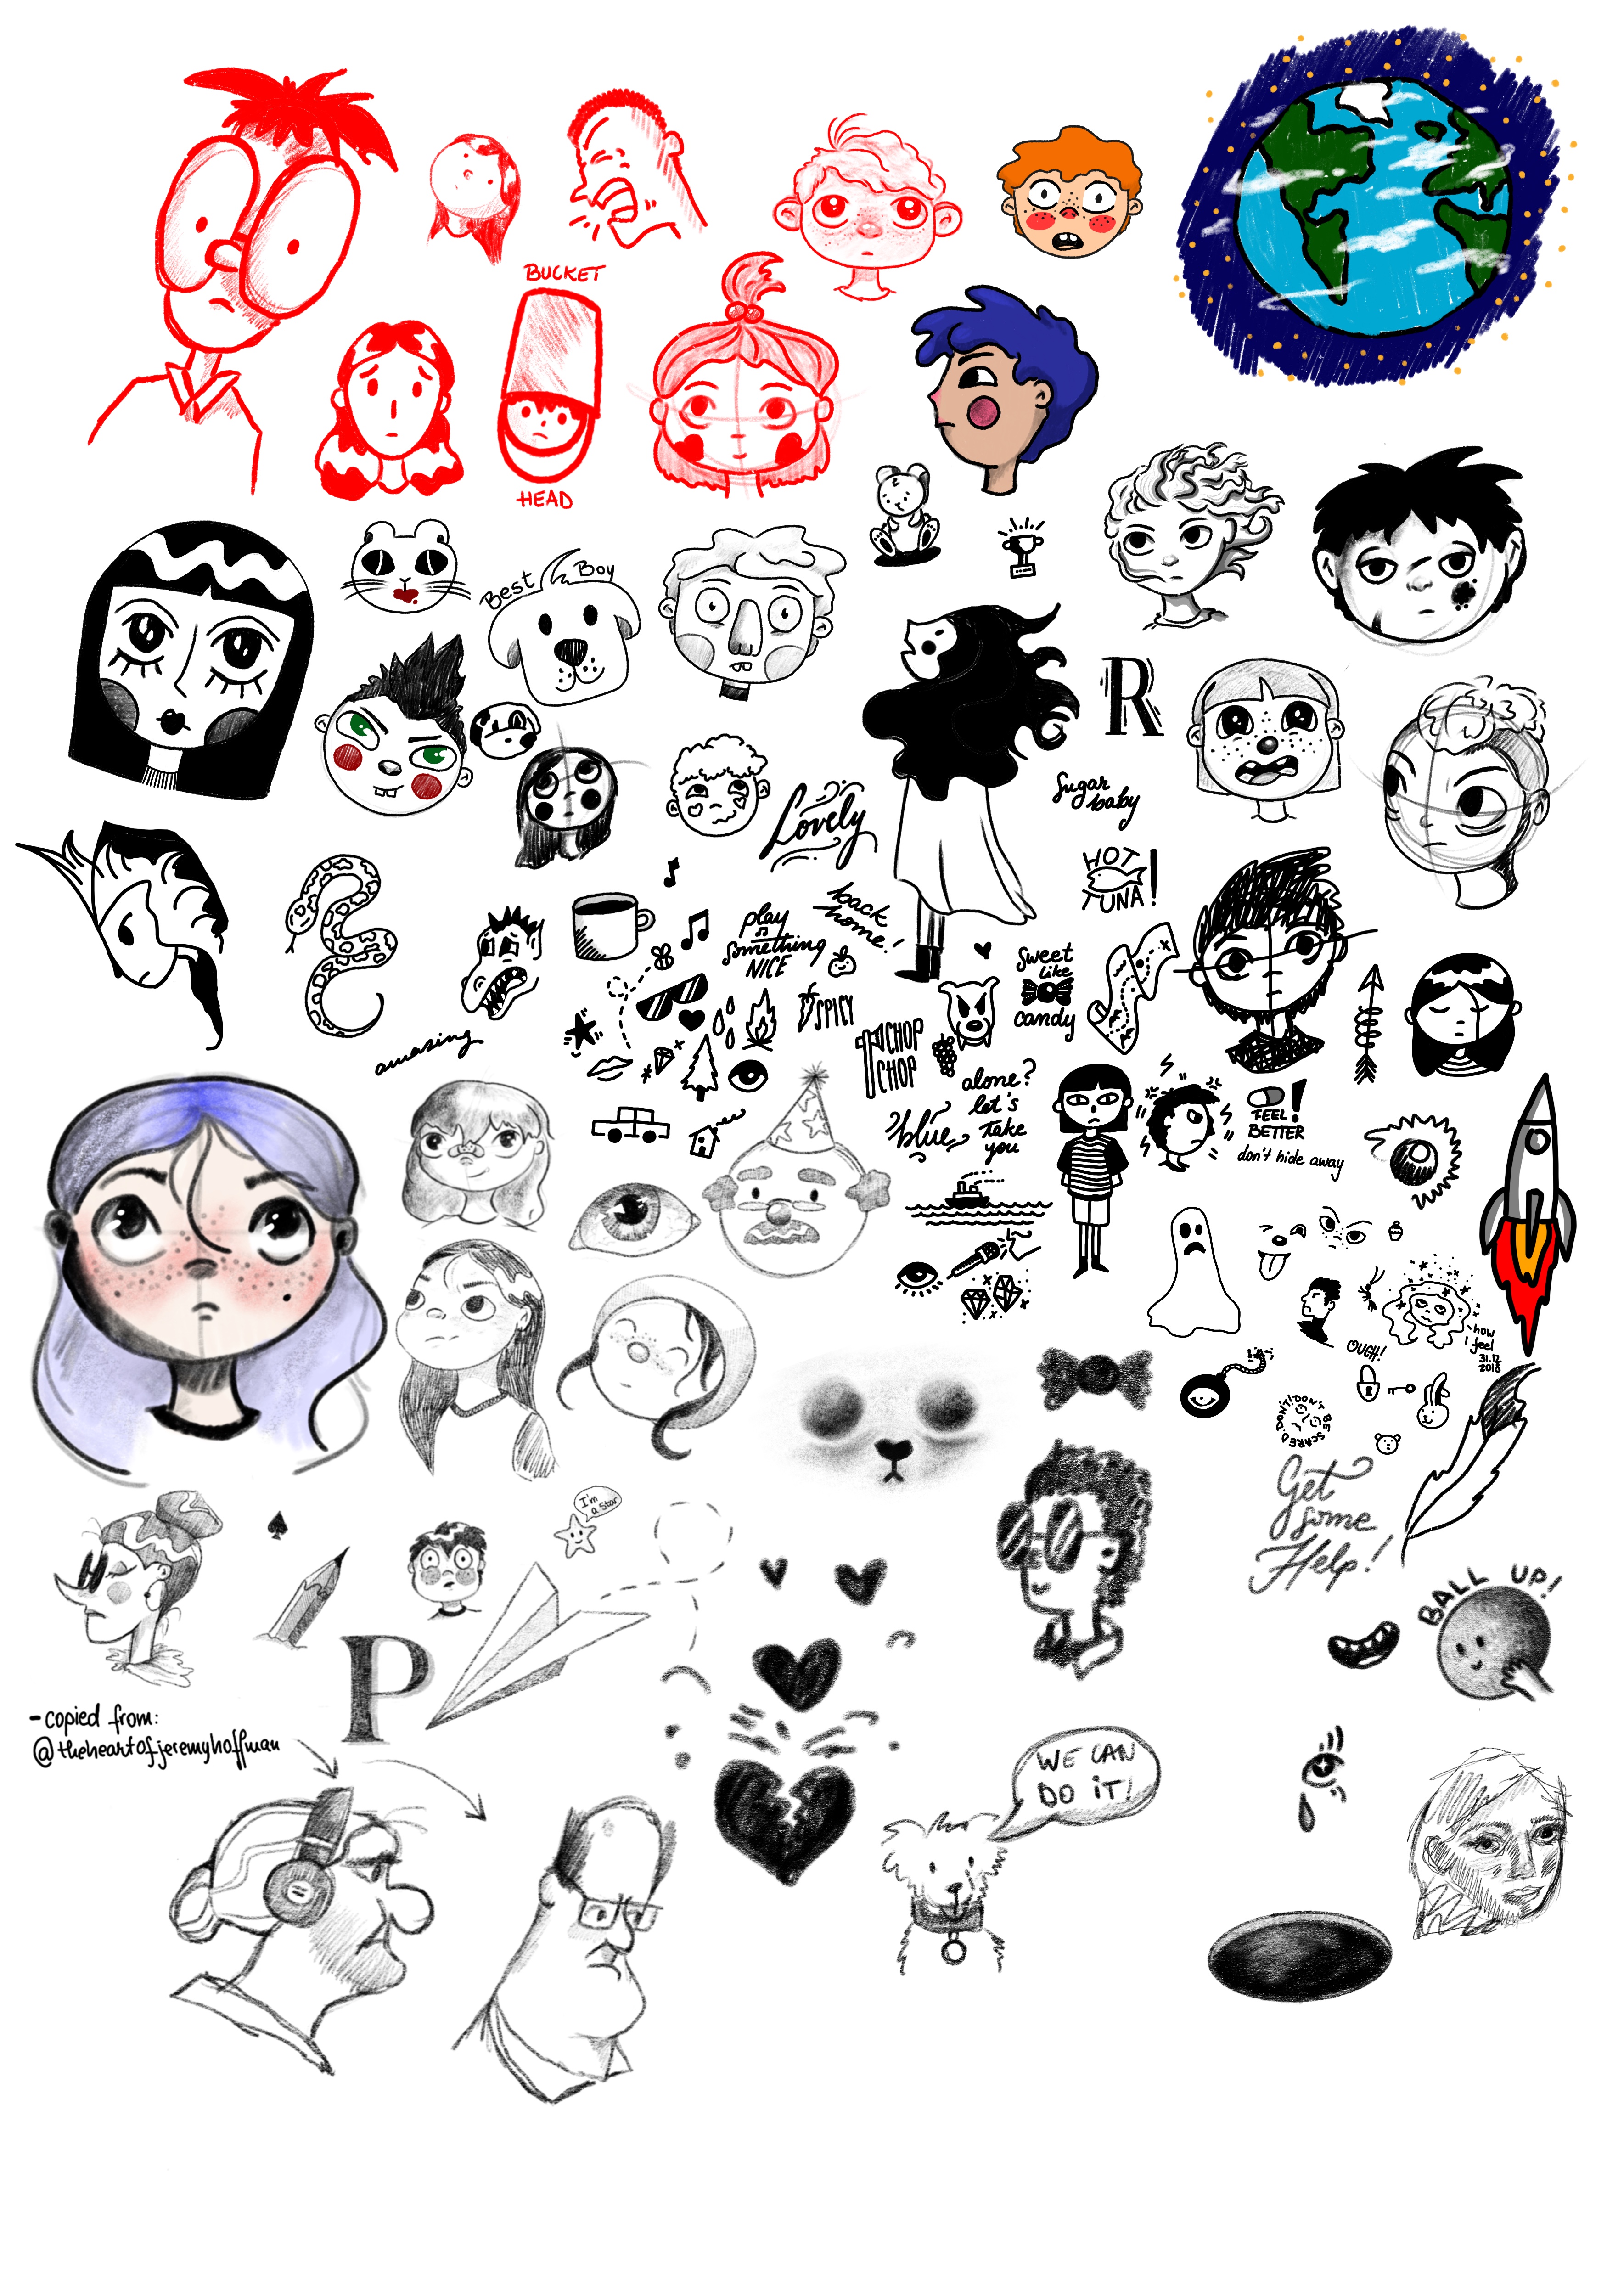 BUCKET
HEAD
Best Boy
R
Sugar
baby
Lovely
HOT
TUNA!
back
home!
play
something
NICE
Sweet
like
candy
SPICY
CHOP
CHOP
amazing
alone?
let's
take
you
blue
!
FEEL
BETTER
don't hide away
how
I feel
31.12
2018
OUGH!
DON'T! DON'T BE SCARED
Get
some
Help!
I'm
a Star
BALL UP!
P
-copied from:
@theheartofjeremyhoffman
WE CAN
DO IT!